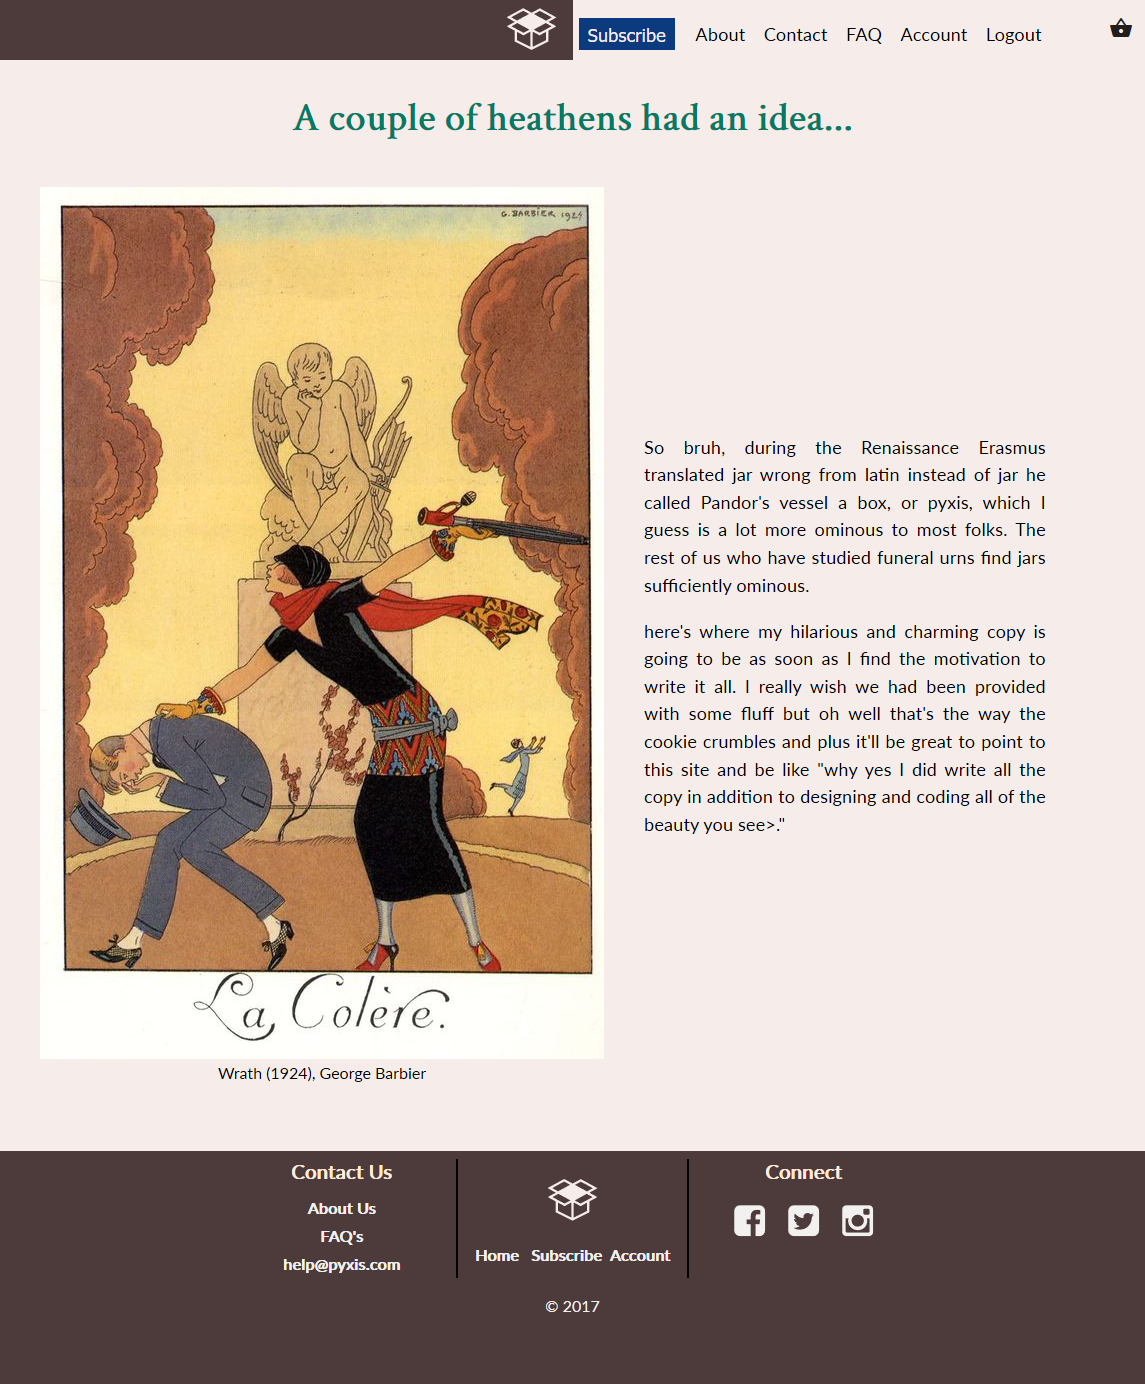 Subscribe About Contact FAQ Account Logout
A couple of heathens had an idea...
G. BARBIER 1924
La Colère.
Wrath (1924), George Barbier
So bruh, during the Renaissance Erasmus
translated jar wrong from latin instead of jar he
called Pandor's vessel a box, or pyxis, which I
guess is a lot more ominous to most folks. The
rest of us who have studied funeral urns find jars
sufficiently ominous.
here's where my hilarious and charming copy is
going to be as soon as I find the motivation to
write it all. I really wish we had been provided
with some fluff but oh well that's the way the
cookie crumbles and plus it'll be great to point to
this site and be like "why yes I did write all the
copy in addition to designing and coding all of the
beauty you see>."
Contact Us
About Us
FAQ's
help@pyxis.com
Home Subscribe Account
Connect
© 2017